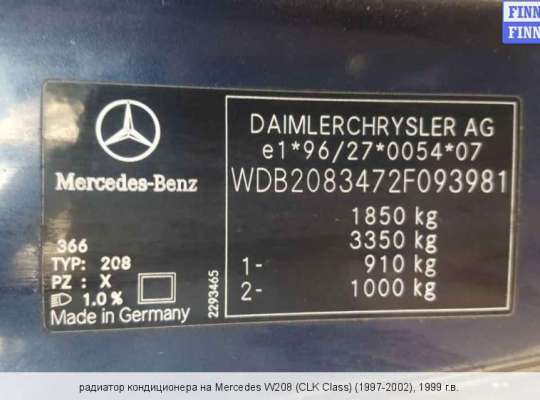 FINN
FINN
Mercedes-Benz
366
TYP: 208
PZ : X
1.0 %
Made in Germany
2293465
DAIMLERCHRYSLER AG
e1*96/27*0054*07
WDB2083472F093981
1850 kg
3350 kg
1- 910 kg
2- 1000 kg
радиатор кондиционера на Mercedes W208 (CLK Class) (1997-2002), 1999 г.в.